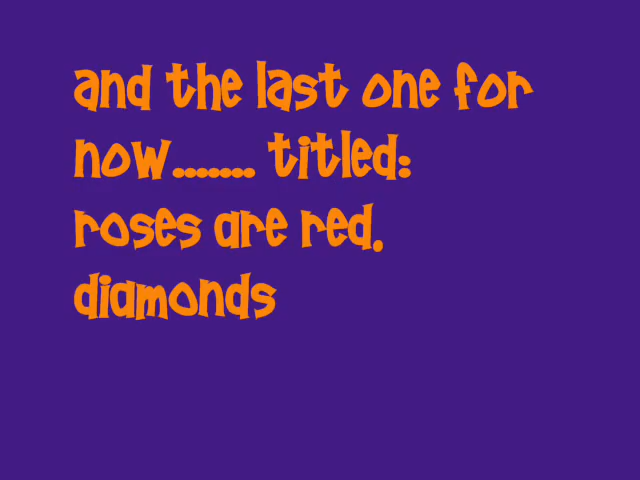 and the last one for
now....... titled:
roses are red.
diamonds